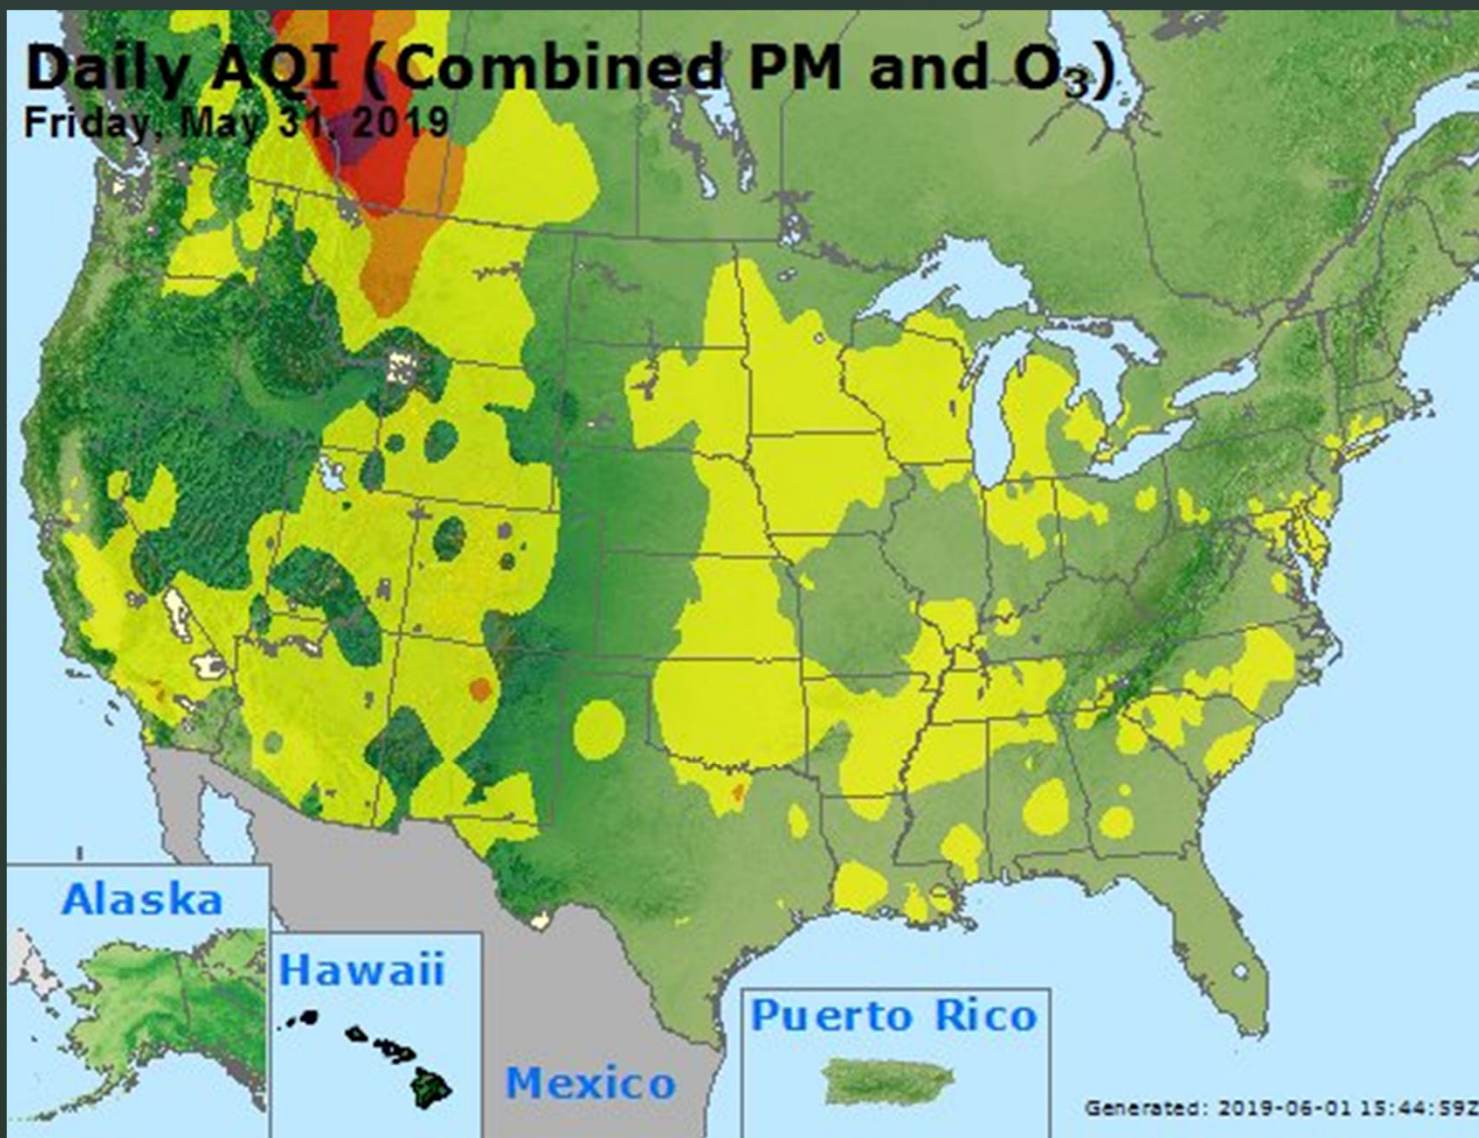 Daily AQI (Combined PM and O₃)
Friday, May 31, 2019
Alaska
Hawaii
Mexico
Puerto Rico
Generated: 2019-06-01 15:44:59Z